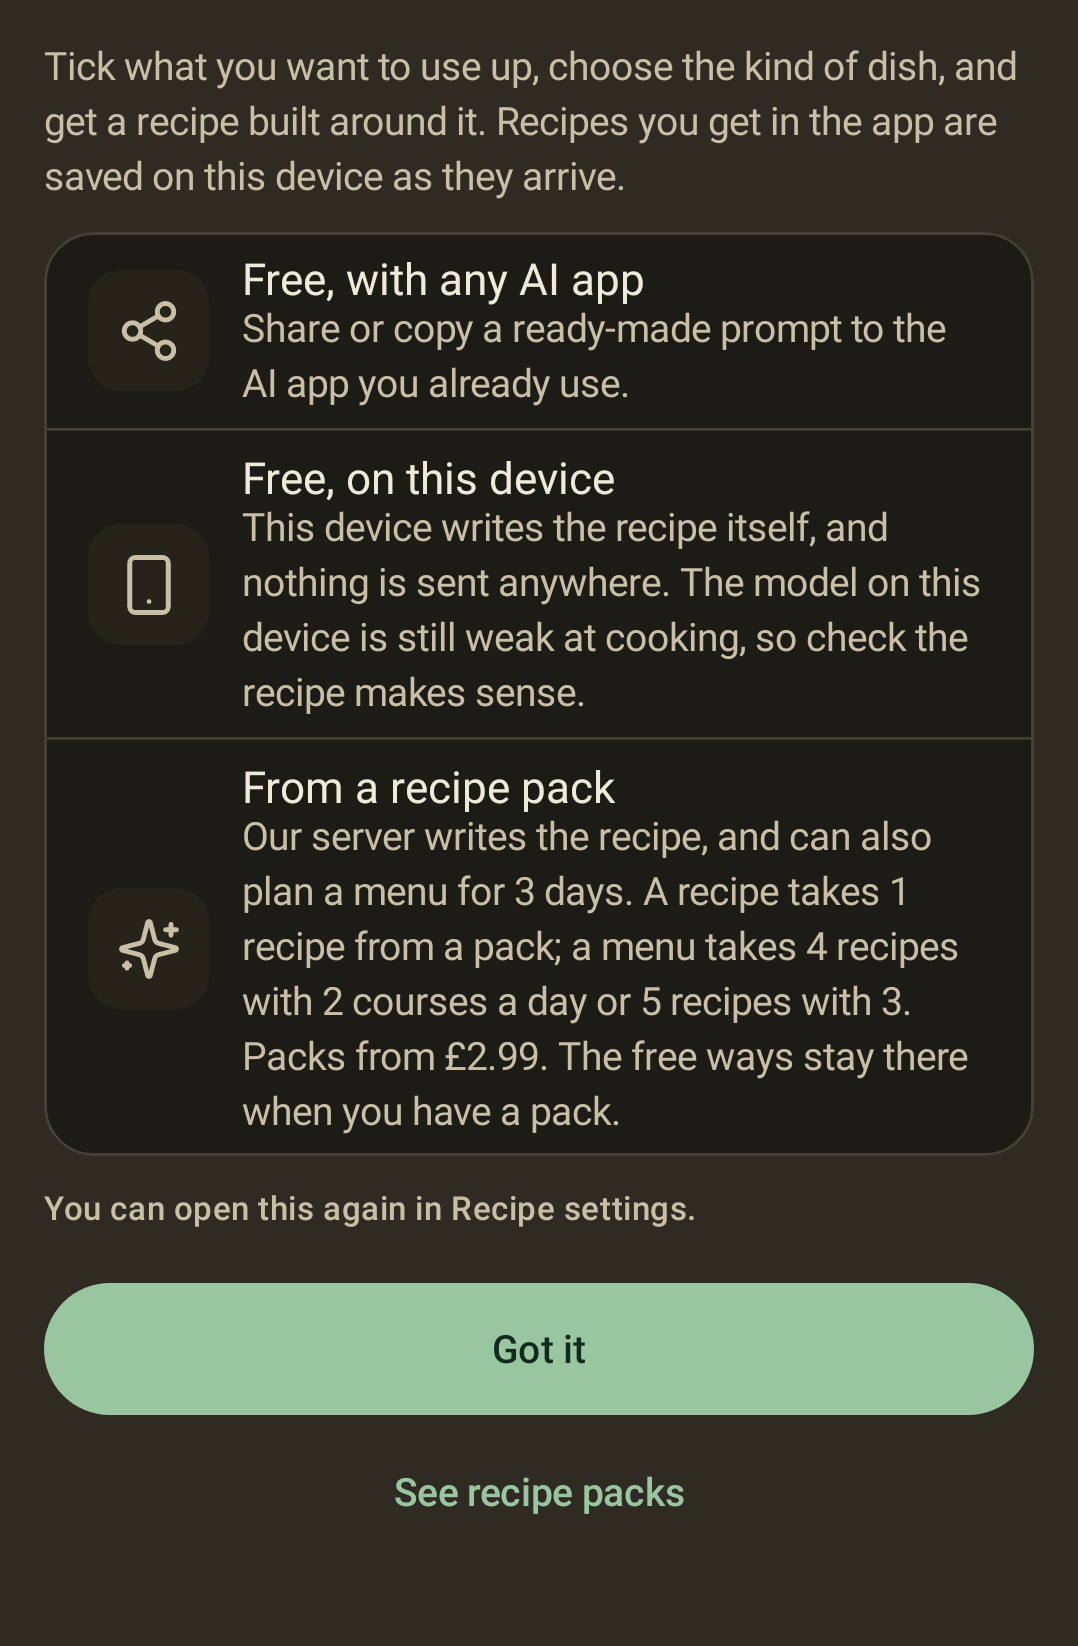 Tick what you want to use up, choose the kind of dish, and
get a recipe built around it. Recipes you get in the app are
saved on this device as they arrive.
Free, with any AI app
Share or copy a ready-made prompt to the
AI app you already use.
Free, on this device
This device writes the recipe itself, and
nothing is sent anywhere. The model on this
device is still weak at cooking, so check the
recipe makes sense.
From a recipe pack
Our server writes the recipe, and can also
plan a menu for 3 days. A recipe takes 1
recipe from a pack; a menu takes 4 recipes
with 2 courses a day or 5 recipes with 3.
Packs from £2.99. The free ways stay there
when you have a pack.
You can open this again in Recipe settings.
Got it
See recipe packs